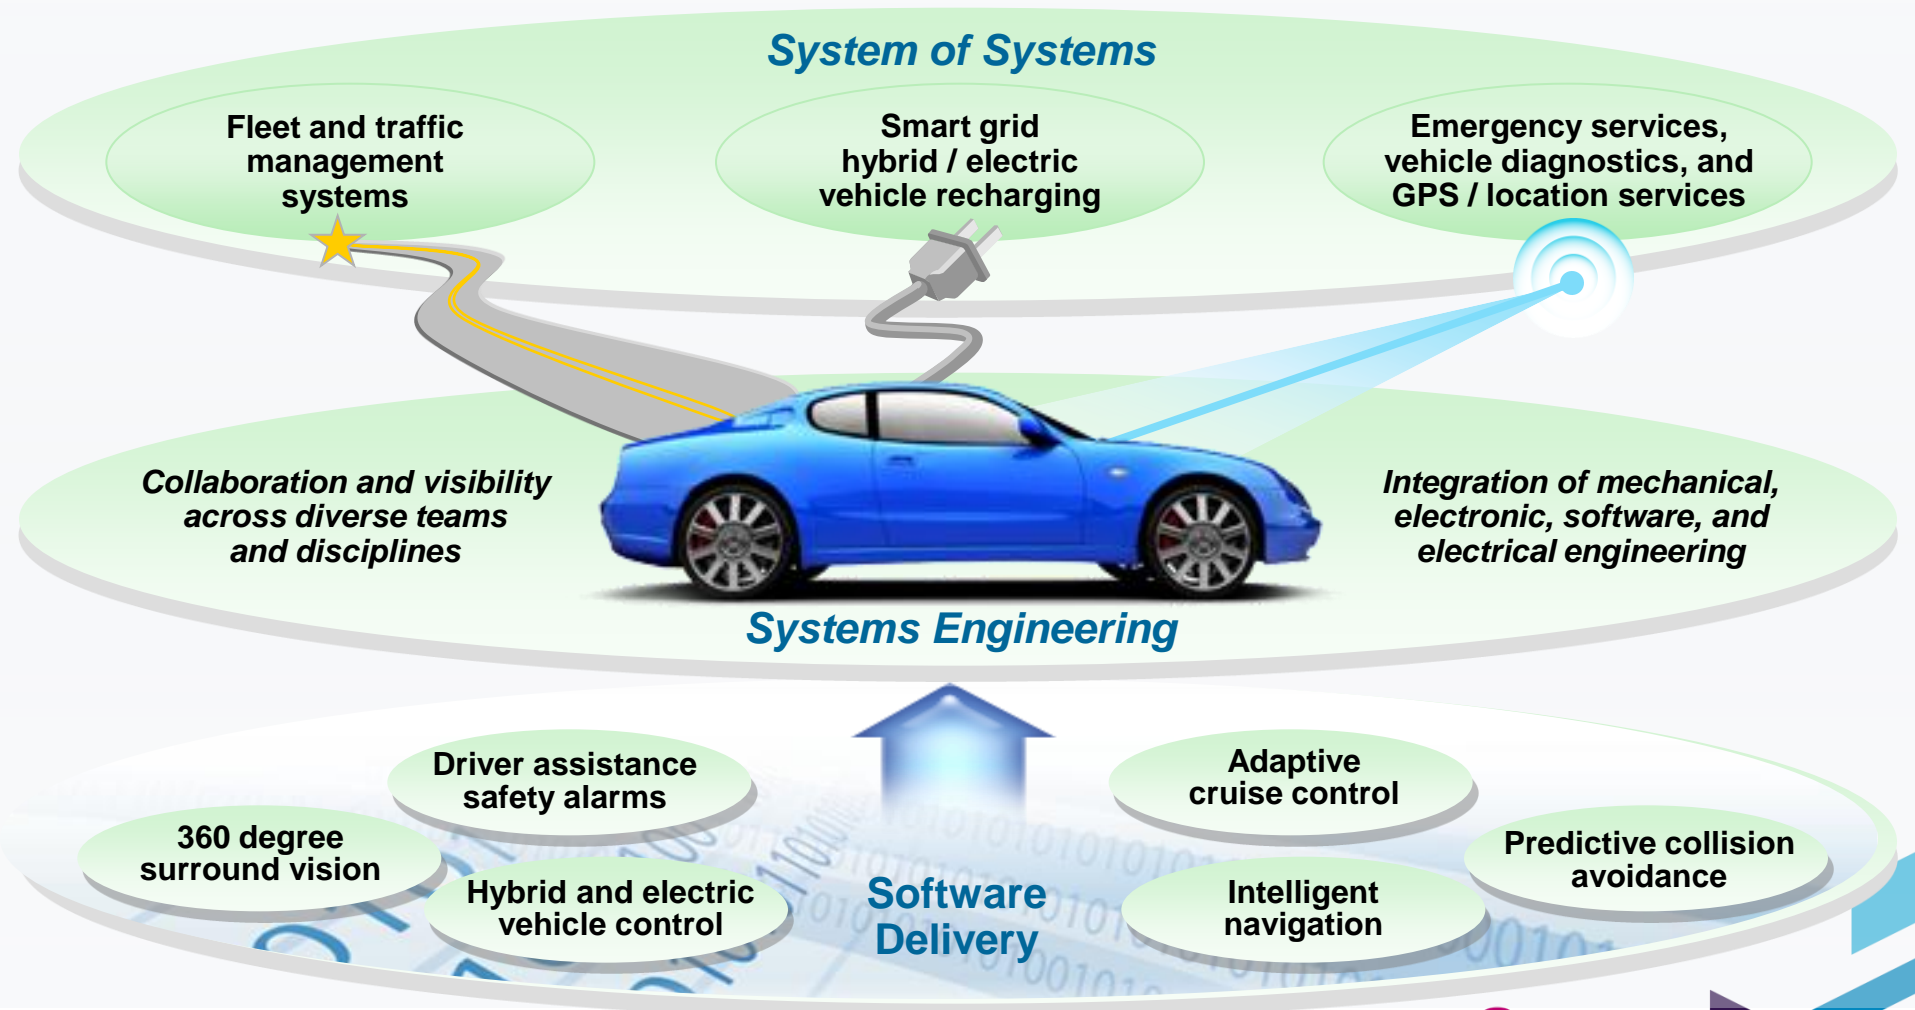 System of Systems
Fleet and traffic
management
systems
Smart grid
hybrid / electric
vehicle recharging
Emergency services,
vehicle diagnostics, and
GPS / location services
Collaboration and visibility
across diverse teams
and disciplines
Integration of mechanical,
electronic, software, and
electrical engineering
Systems Engineering
Driver assistance
safety alarms
Adaptive
cruise control
360 degree
surround vision
Predictive collision
avoidance
Hybrid and electric
vehicle control
Software
Delivery
Intelligent
navigation